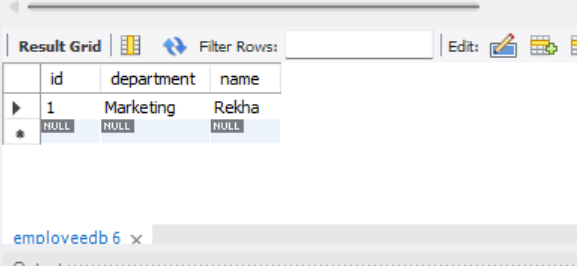 Result Grid Filter Rows: Edit:
id department name
1 Marketing Rekha
NULL NULL NULL
employeedb 6